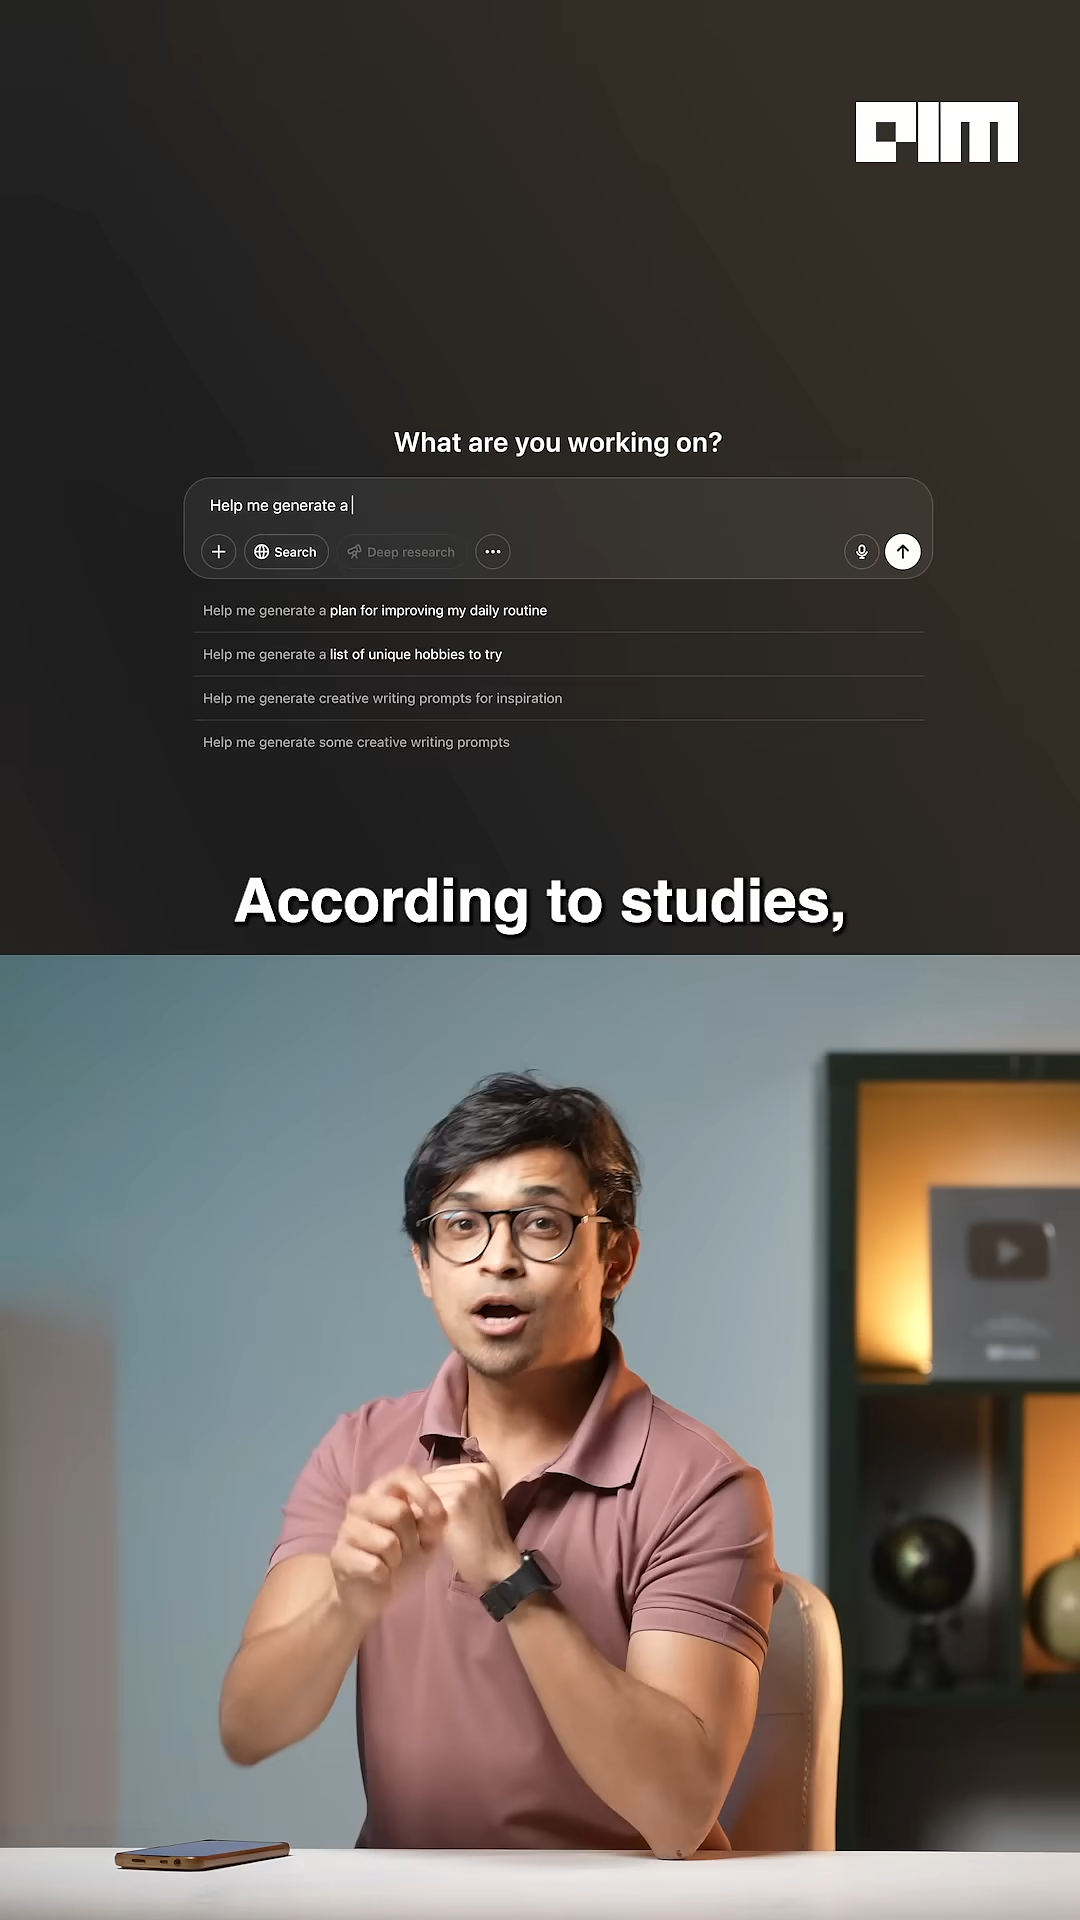 AIM
What are you working on?
Help me generate a
Search
Deep research
Help me generate a plan for improving my daily routine
Help me generate a list of unique hobbies to try
Help me generate creative writing prompts for inspiration
Help me generate some creative writing prompts
According to studies,